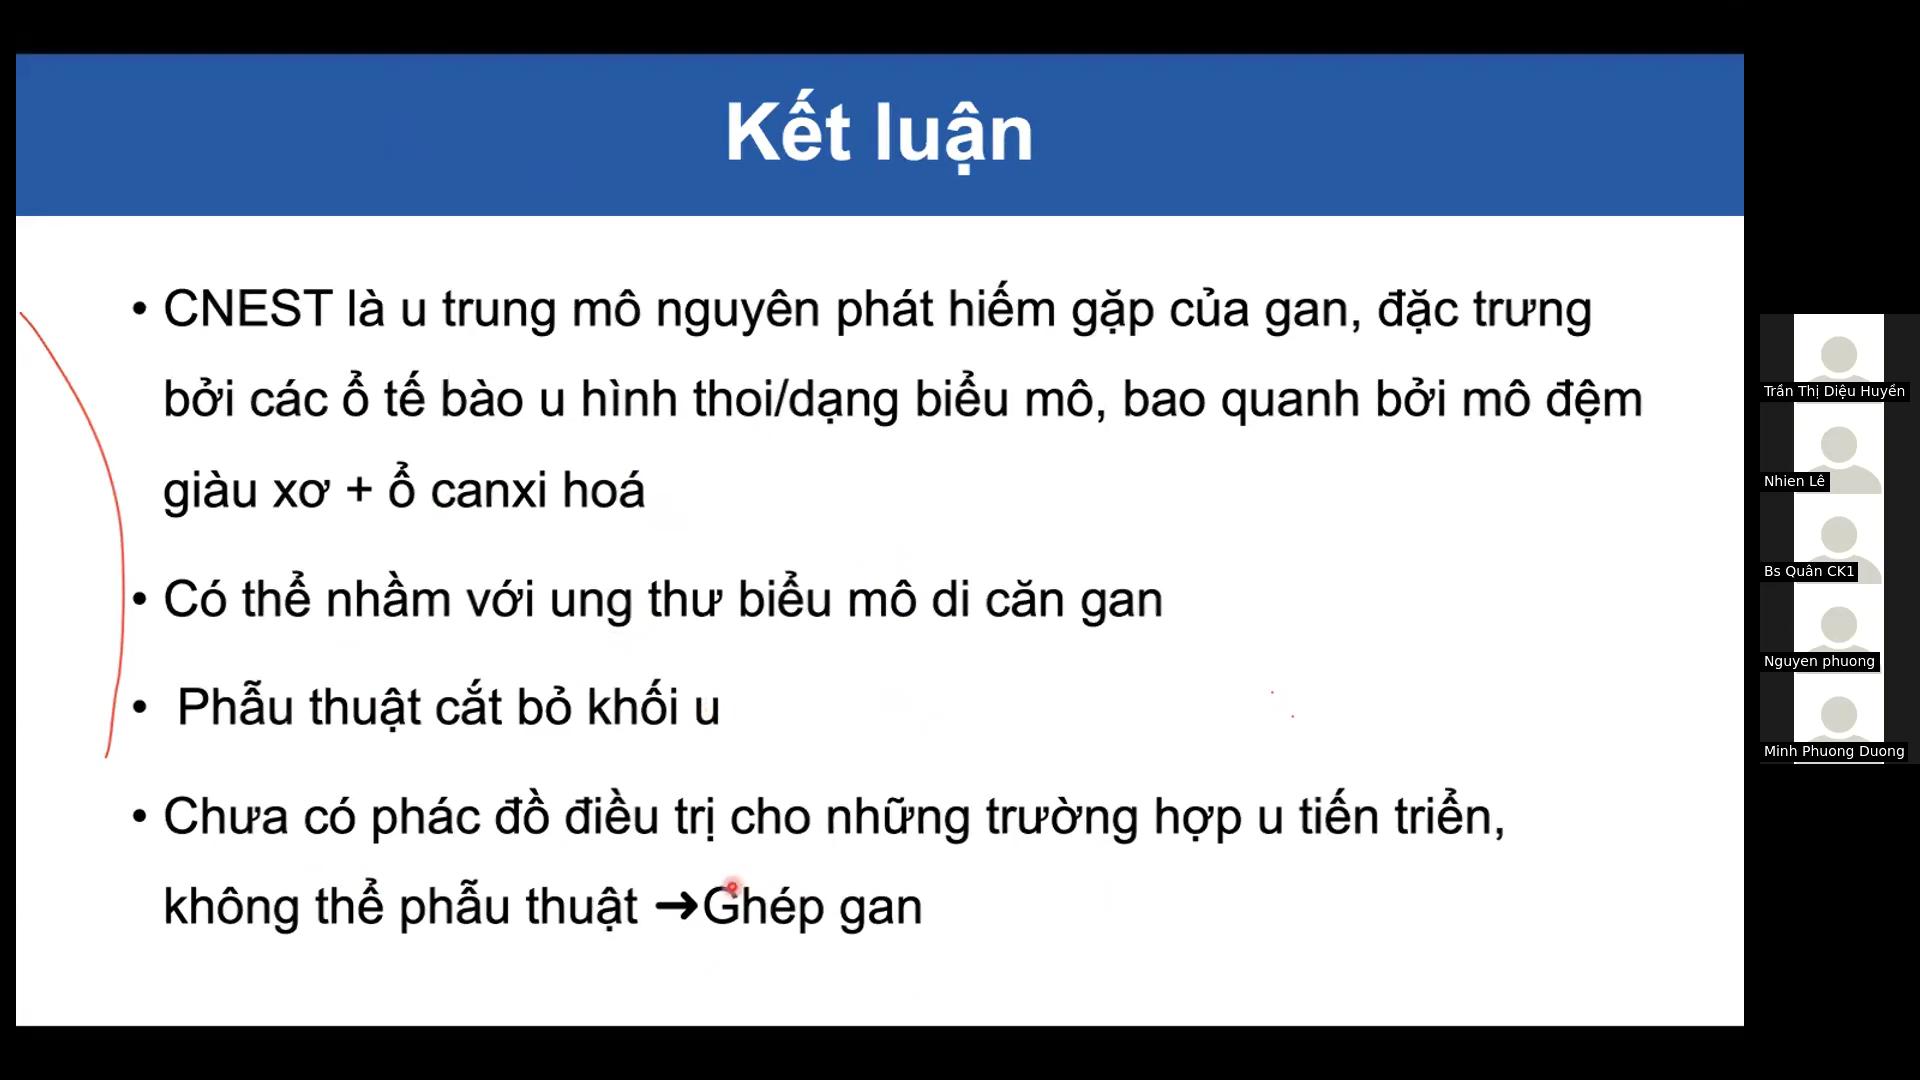 Kết luận
• CNEST là u trung mô nguyên phát hiếm gặp của gan, đặc trưng
bởi các ổ tế bào u hình thoi/dạng biểu mô, bao quanh bởi mô đệm
giàu xơ + ổ canxi hoá
• Có thể nhầm với ung thư biểu mô di căn gan
• Phẫu thuật cắt bỏ khối u
• Chưa có phác đồ điều trị cho những trường hợp u tiến triển,
không thể phẫu thuật ➔Ghép gan
Trần Thị Diệu Huyền
Nhien Lê
Bs Quân CK1
Nguyen phuong
Minh Phuong Duong